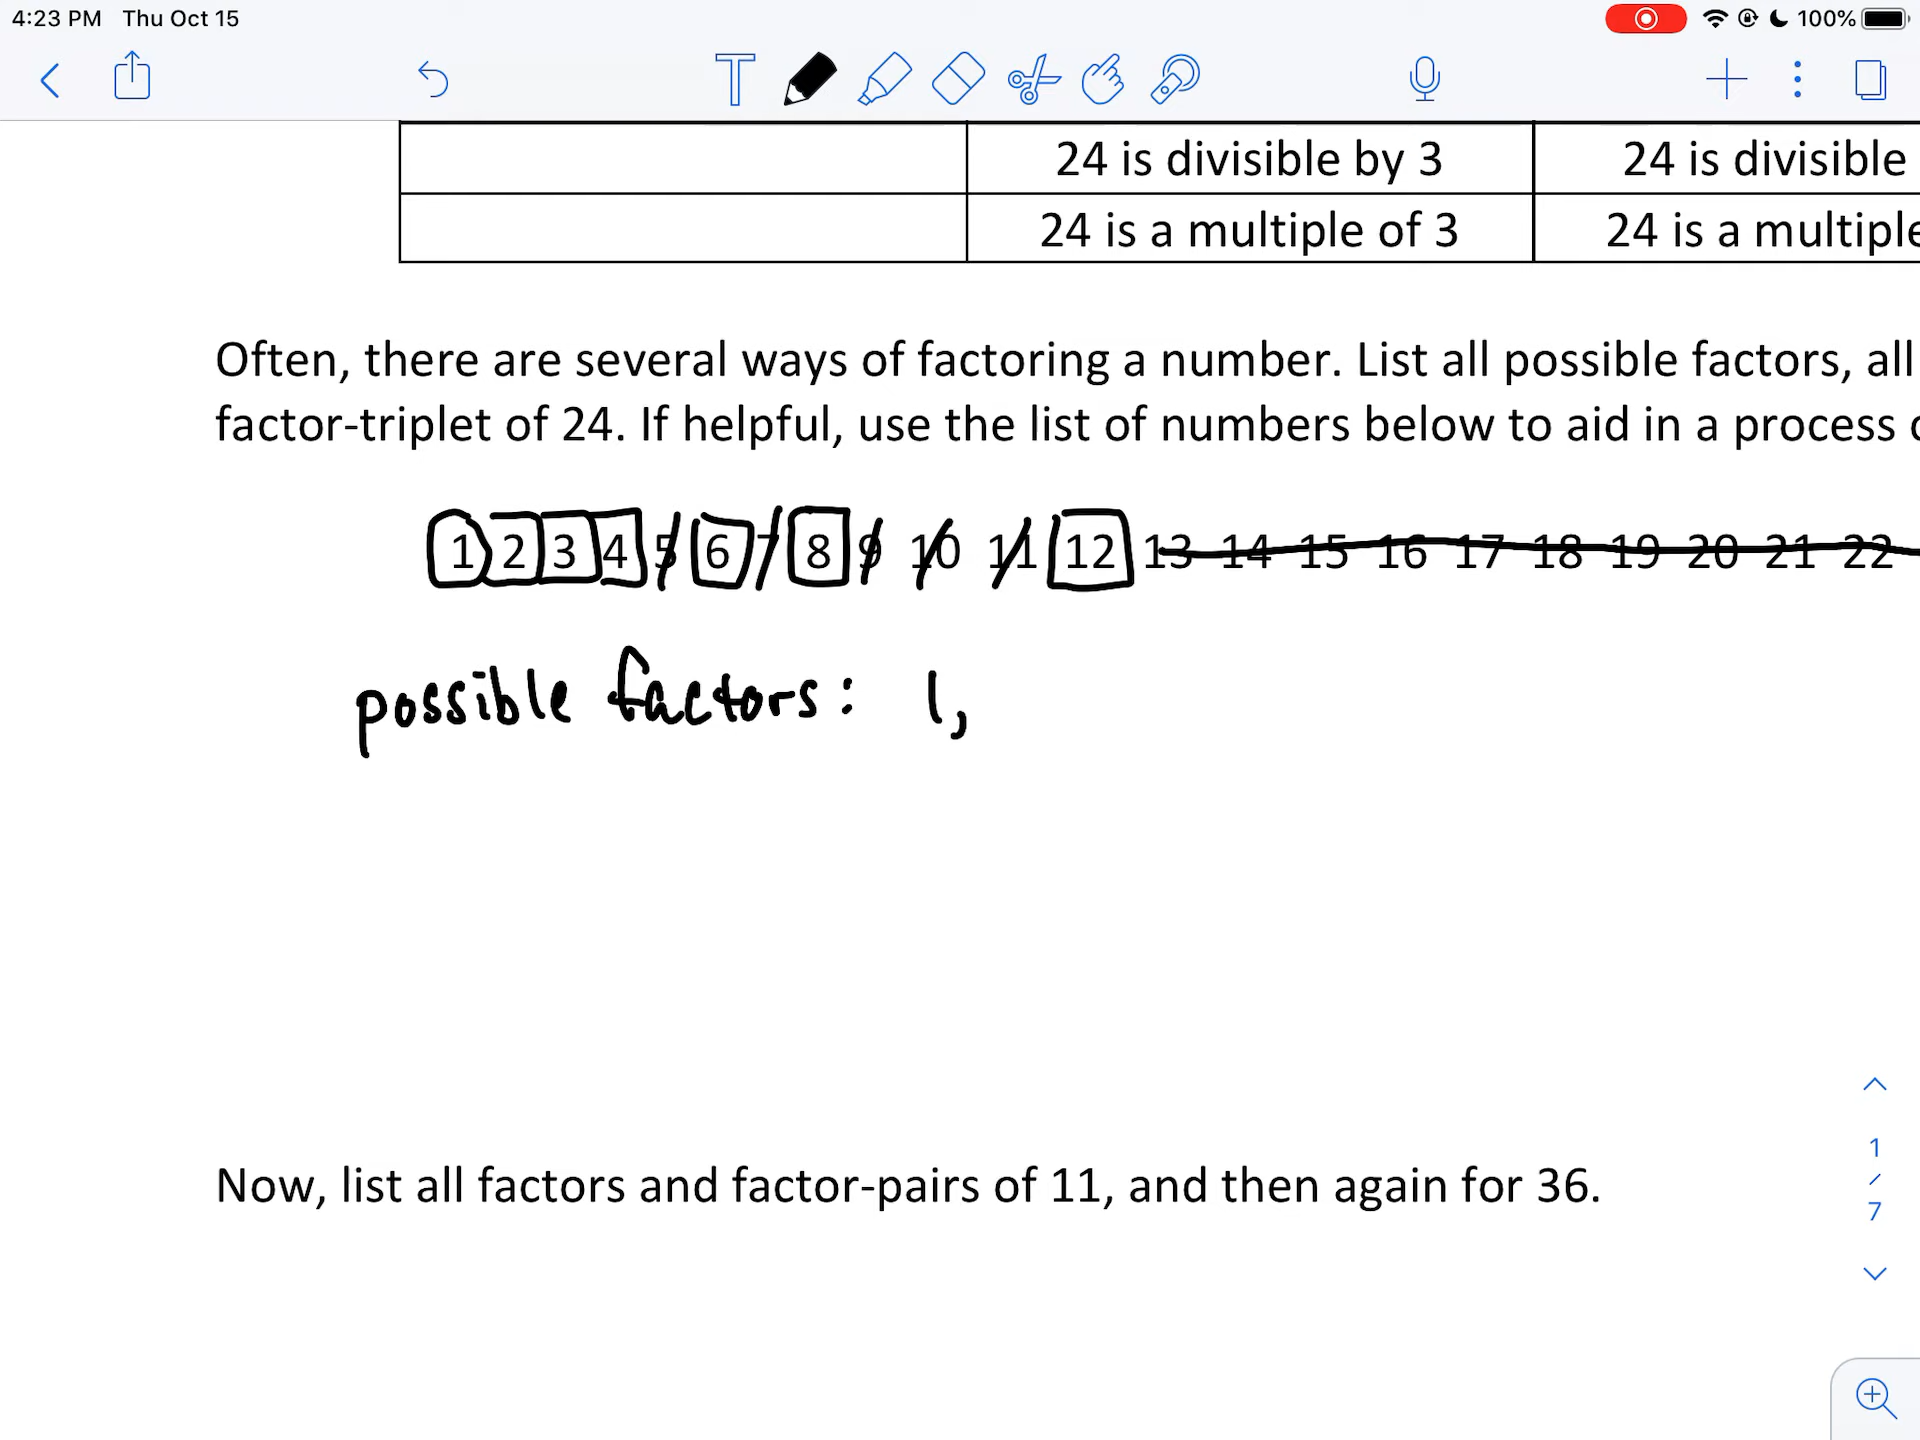 4:23 PM Thu Oct 15 100%
24 is divisible by 3 24 is divisible
24 is a multiple of 3 24 is a multiple
Often, there are several ways of factoring a number. List all possible factors, all
factor-triplet of 24. If helpful, use the list of numbers below to aid in a process
1 2 3 4 5 6 7 8 9 10 11 12 13 14 15 16 17 18 19 20 21 22
possible factors: 1,
Now, list all factors and factor-pairs of 11, and then again for 36.
1
/
7